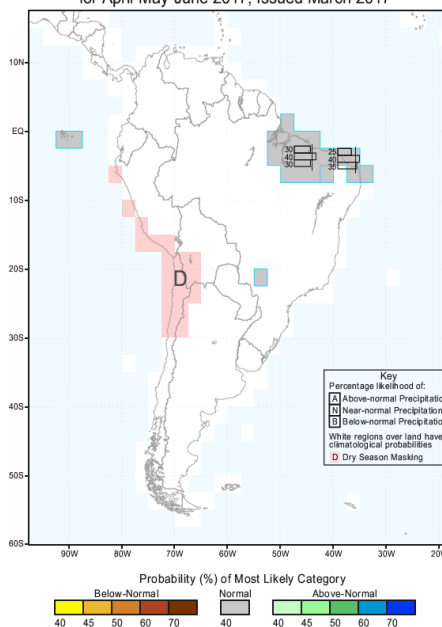 for April-May-June 2017, Issued March 2017
10N
EQ
10S
20S
30S
40S
50S
60S
90W
80W
70W
60W
50W
40W
30W
30
40
30
25
40
35
D
Key
Percentage likelihood of:
A Above-normal Precipitatio
N Near-normal Precipitation
B Below-normal Precipitatio
White regions over land have
climatological probabilities
D Dry Season Masking
Probability (%) of Most Likely Category
Below-Normal Normal Above-Normal
40 45 50 60 70 40 40 45 50 60 70